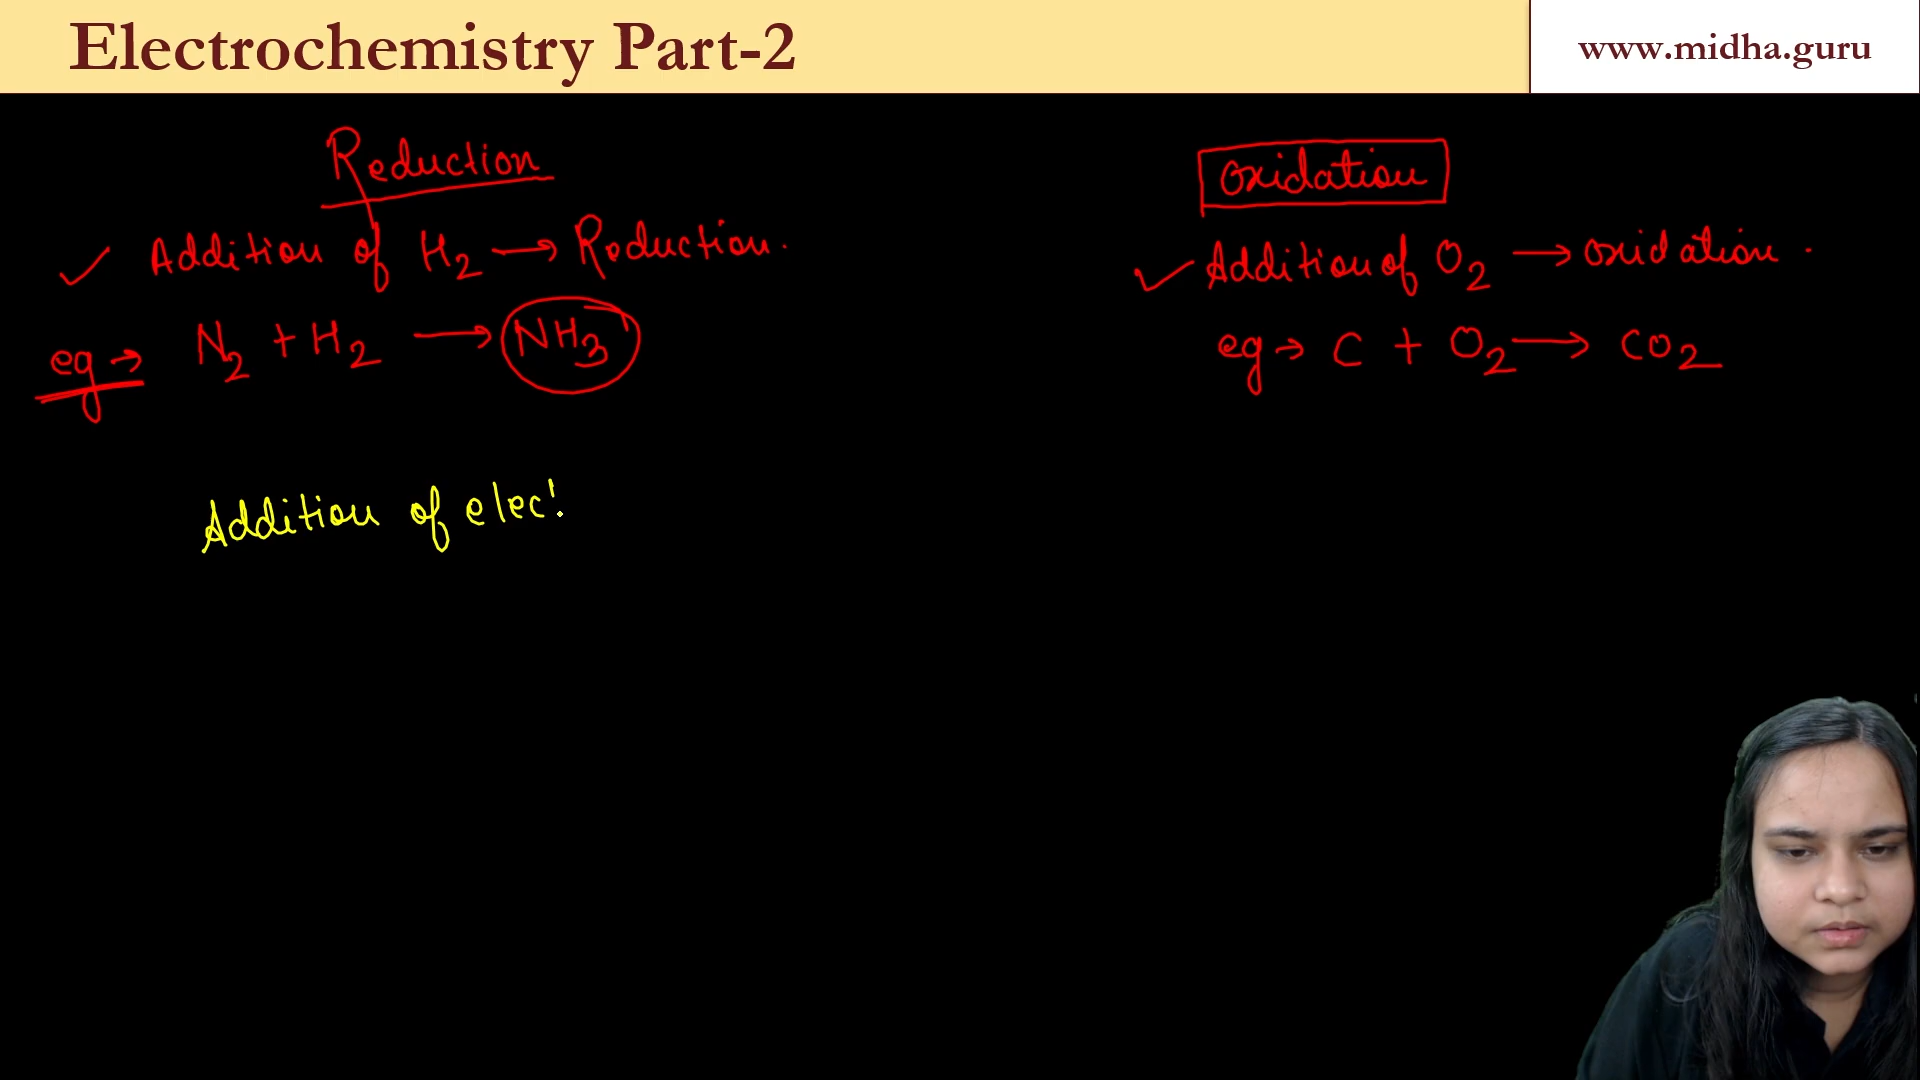 Electrochemistry Part-2
www.midha.guru
Reduction
✓ Addition of H2 → Reduction.
eg → N2 + H2 → NH3
Addition of elec
Oxidation
✓ Addition of O2 → oxidation.
eg → C + O2 → CO2